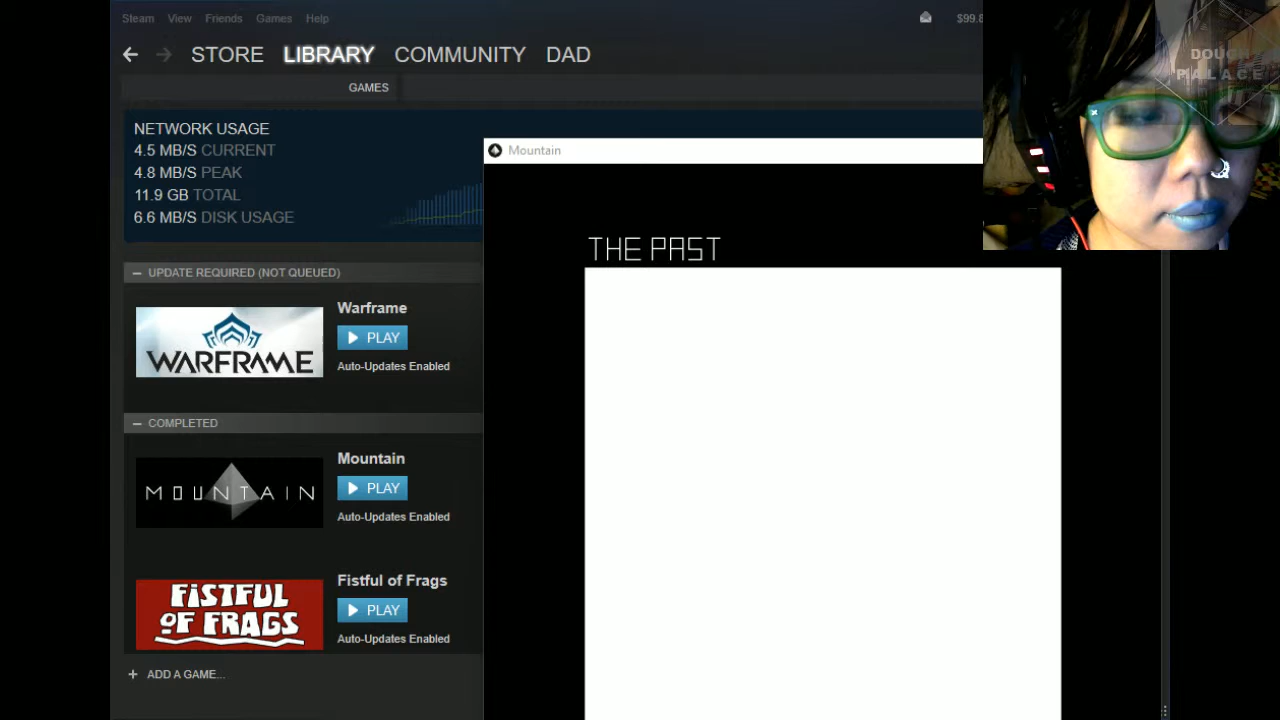 Steam View Friends Games Help
$99.8
STORE LIBRARY COMMUNITY DAD
GAMES
NETWORK USAGE
4.5 MB/S CURRENT
4.8 MB/S PEAK
11.9 GB TOTAL
6.6 MB/S DISK USAGE
Mountain
THE PAST
UPDATE REQUIRED (NOT QUEUED)
Warframe
WARFRAME
PLAY
Auto-Updates Enabled
COMPLETED
Mountain
MOUNTAIN
PLAY
Auto-Updates Enabled
Fistful of Frags
FISTFUL
OF FRAGS
PLAY
Auto-Updates Enabled
+ ADD A GAME...
DOUGH
PALACE